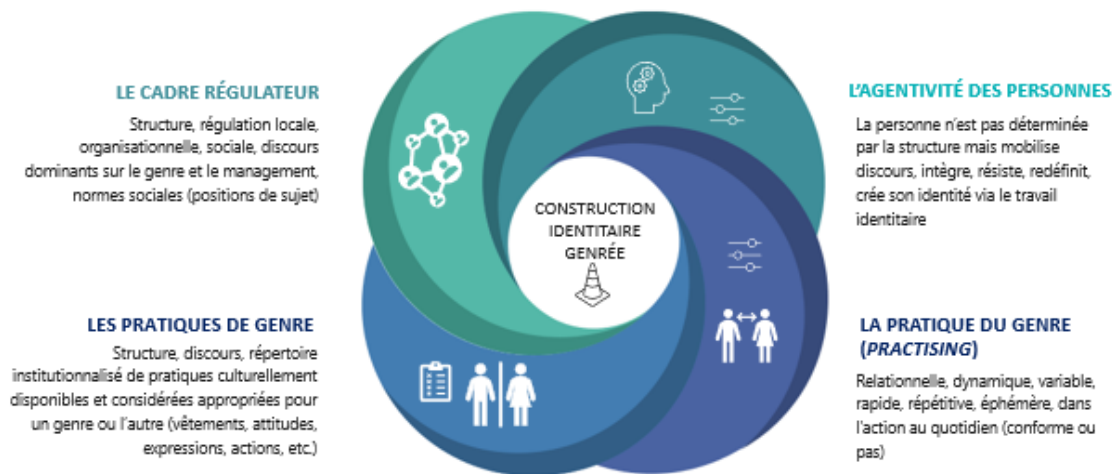 LE CADRE RÉGULATEUR
Structure, régulation locale,
organisationnelle, sociale, discours
dominants sur le genre et le management,
normes sociales (positions de sujet)
L'AGENTIVITÉ DES PERSONNES
La personne n'est pas déterminée
par la structure mais mobilise
discours, intègre, résiste, redéfinit,
crée son identité via le travail
identitaire
CONSTRUCTION
IDENTITAIRE
GENRÉE
LES PRATIQUES DE GENRE
Structure, discours, répertoire
institutionnalisé de pratiques culturellement
disponibles et considérées appropriées pour
un genre ou l'autre (vêtements, attitudes,
expressions, actions, etc.)
LA PRATIQUE DU GENRE
(PRACTISING)
Relationnelle, dynamique, variable,
rapide, répétitive, éphémère, dans
l'action au quotidien (conforme ou
pas)